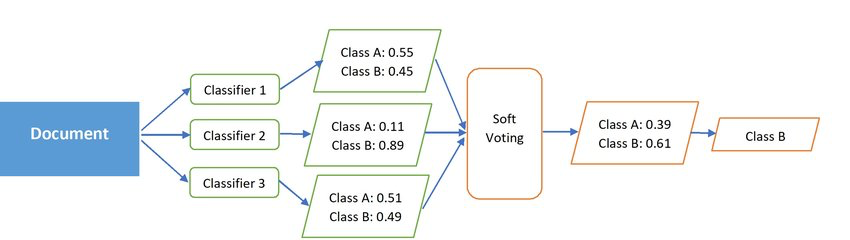 Document
Classifier 1
Classifier 2
Classifier 3
Class A: 0.55
Class B: 0.45
Class A: 0.11
Class B: 0.89
Class A: 0.51
Class B: 0.49
Soft
Voting
Class A: 0.39
Class B: 0.61
Class B